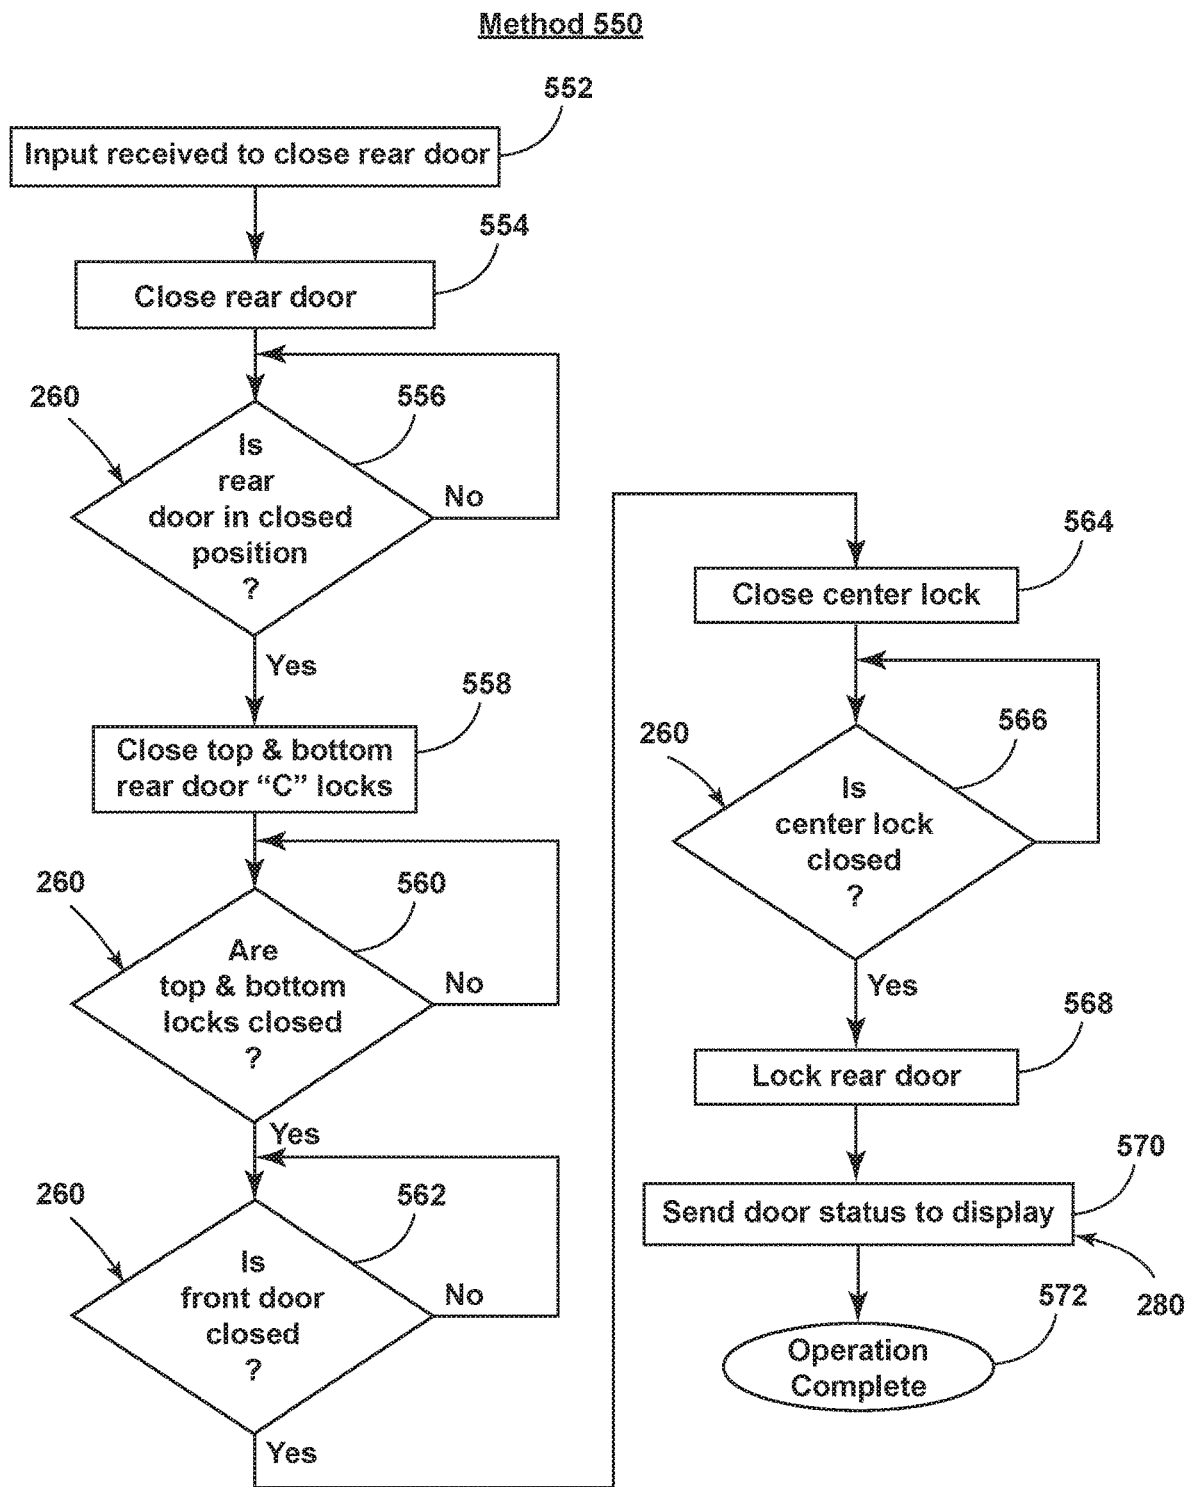 Method 550
552
Input received to close rear door
554
Close rear door
260
556
Is
rear
door in closed
position
?
No
Yes
558
Close top & bottom
rear door “C” locks
260
560
Are
top & bottom
locks closed
?
No
Yes
260
562
Is
front door
closed
?
No
Yes
564
Close center lock
260
566
Is
center lock
closed
?
Yes
568
Lock rear door
570
Send door status to display
280
572
Operation
Complete